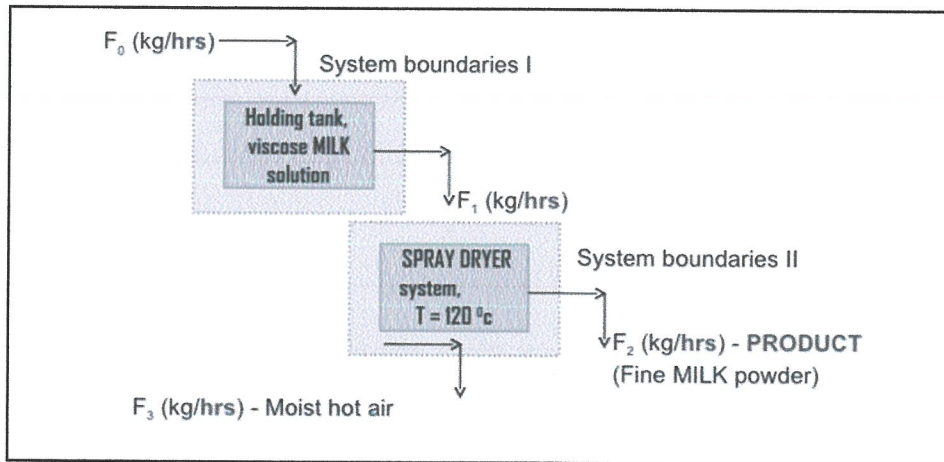 F₀ (kg/hrs)
System boundaries I
Holding tank,
viscose MILK
solution
F₁ (kg/hrs)
SPRAY DRYER
system,
T = 120 ⁰c
System boundaries II
F₂ (kg/hrs) - PRODUCT
(Fine MILK powder)
F₃ (kg/hrs) - Moist hot air